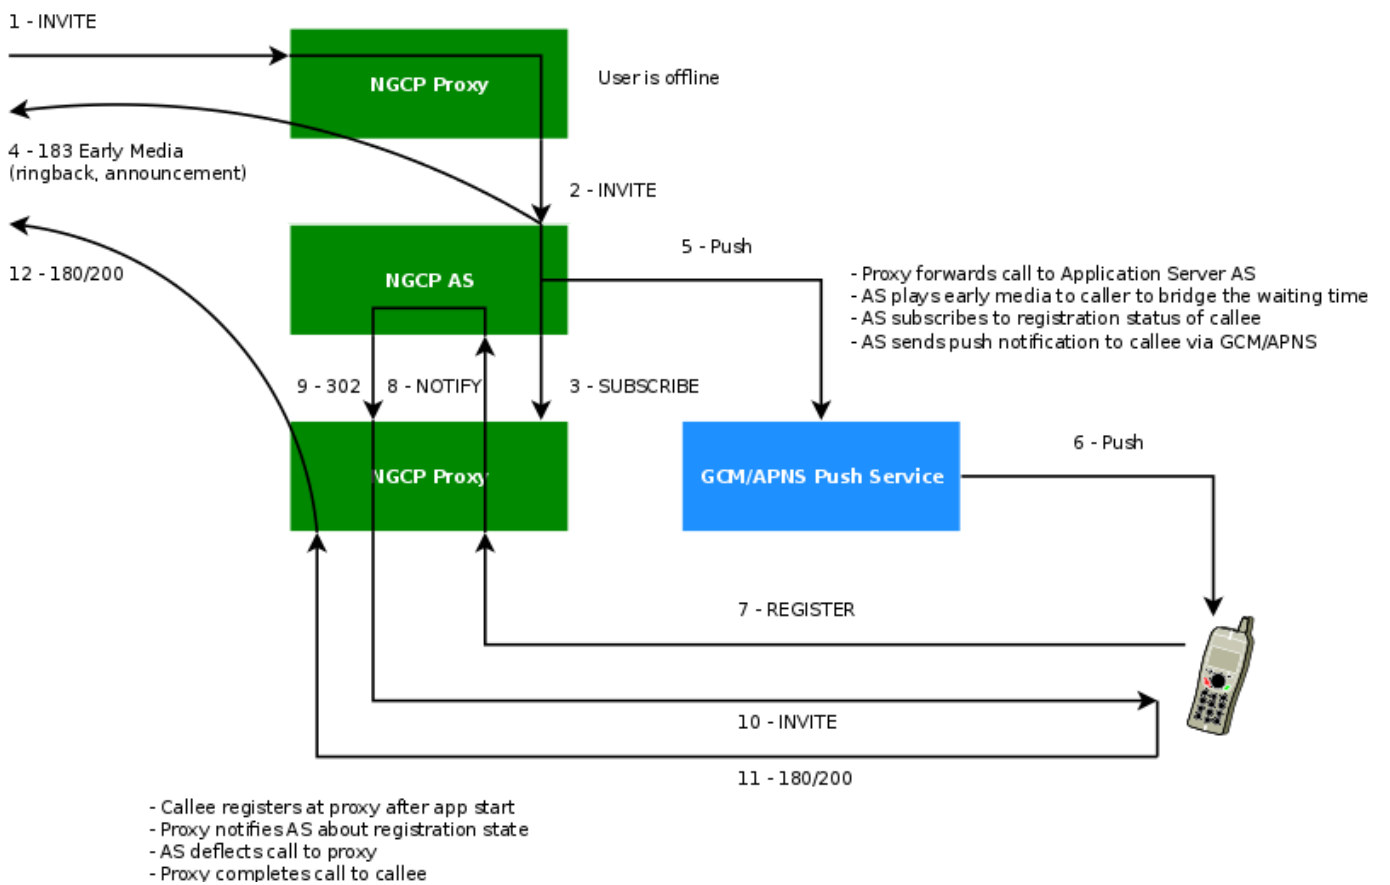 1 - INVITE
NGCP Proxy
User is offline
4 - 183 Early Media
(ringback, announcement)
2 - INVITE
5 - Push
12 - 180/200
NGCP AS
- Proxy forwards call to Application Server AS
- AS plays early media to caller to bridge the waiting time
- AS subscribes to registration status of callee
- AS sends push notification to callee via GCM/APNS
9 - 302
8 - NOTIFY
3 - SUBSCRIBE
6 - Push
NGCP Proxy
GCM/APNS Push Service
7 - REGISTER
10 - INVITE
11 - 180/200
- Callee registers at proxy after app start
- Proxy notifies AS about registration state
- AS deflects call to proxy
- Proxy completes call to callee